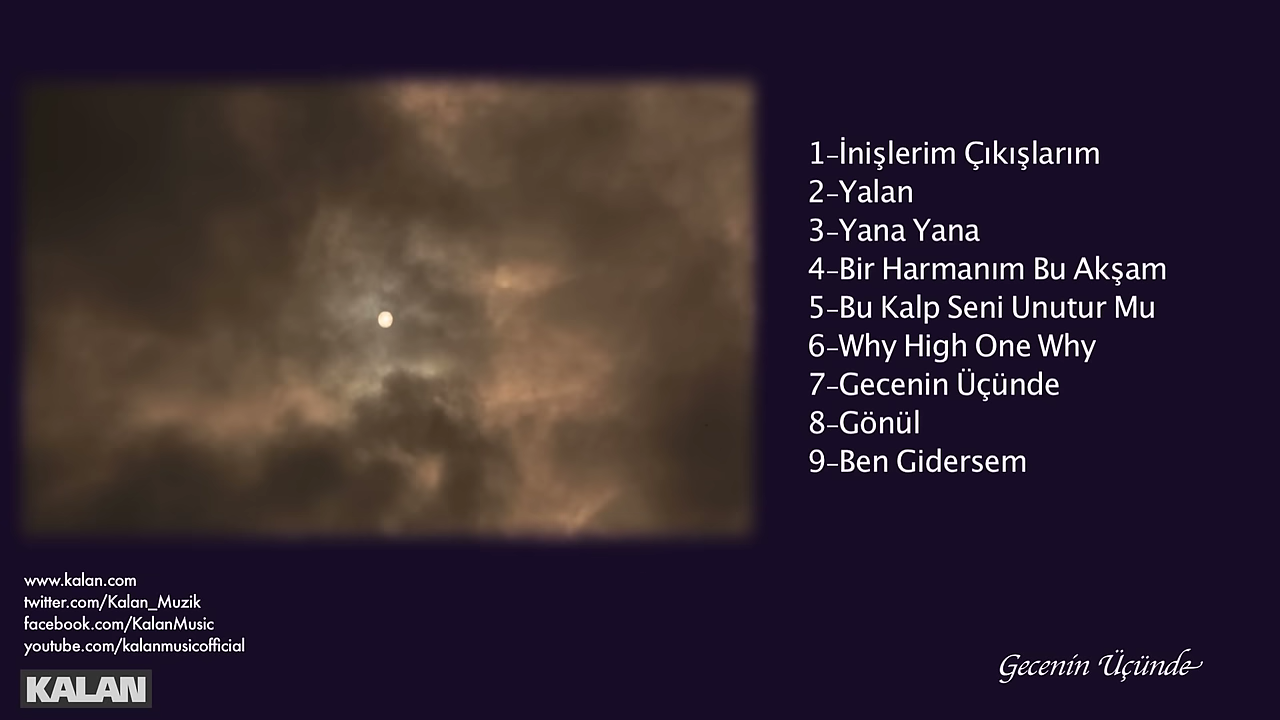 1-İnişlerim Çıkışlarım
2-Yalan
3-Yana Yana
4-Bir Harmanım Bu Akşam
5-Bu Kalp Seni Unutur Mu
6-Why High One Why
7-Gecenin Üçünde
8-Gönül
9-Ben Gidersem
www.kalan.com
twitter.com/Kalan_Muzik
facebook.com/KalanMusic
youtube.com/kalanmusicofficial
KALAN
Gecenin Üçünde